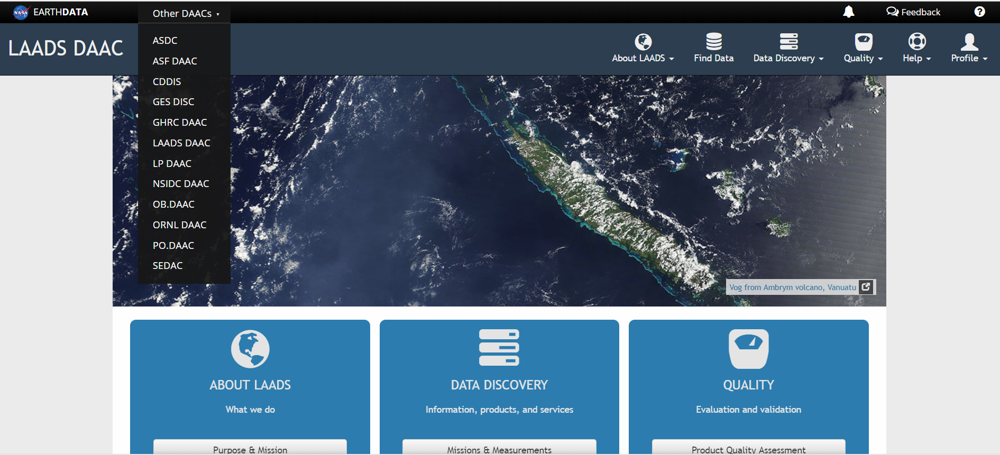 NASA EARTHDATA Other DAACs Feedback ?
LAADS DAAC
About LAADS Find Data Data Discovery Quality Help Profile
ASDC
ASF DAAC
CDDIS
GES DISC
GHRC DAAC
LAADS DAAC
LP DAAC
NSIDC DAAC
OB.DAAC
ORNL DAAC
PO.DAAC
SEDAC
Vog from Ambrym volcano, Vanuatu
ABOUT LAADS
What we do
Purpose & Mission
DATA DISCOVERY
Information, products, and services
Missions & Measurements
QUALITY
Evaluation and validation
Product Quality Assessment